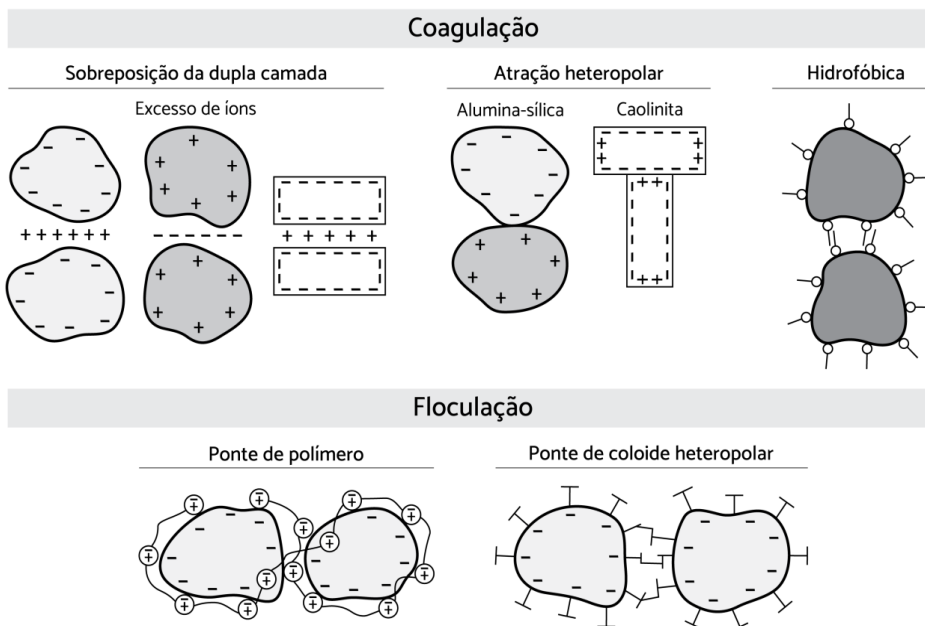 Coagulação
Sobreposição da dupla camada
Atração heteropolar
Hidrofóbica
Excesso de íons
Alumina-sílica
Caolinita
Floculação
Ponte de polímero
Ponte de coloide heteropolar